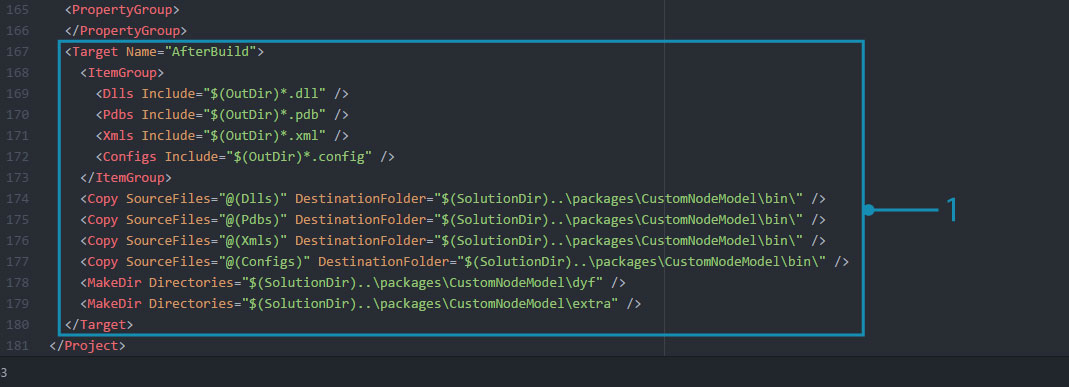 165 <PropertyGroup>
166 </PropertyGroup>
167 <Target Name="AfterBuild">
168 <ItemGroup>
169 <Dlls Include="$(OutDir)*.dll" />
170 <Pdbs Include="$(OutDir)*.pdb" />
171 <Xmls Include="$(OutDir)*.xml" />
172 <Configs Include="$(OutDir)*.config" />
173 </ItemGroup>
174 <Copy SourceFiles="@(Dlls)" DestinationFolder="$(SolutionDir)..\packages\CustomNodeModel\bin\" />
175 <Copy SourceFiles="@(Pdbs)" DestinationFolder="$(SolutionDir)..\packages\CustomNodeModel\bin\" />
1
176 <Copy SourceFiles="@(Xmls)" DestinationFolder="$(SolutionDir)..\packages\CustomNodeModel\bin\" />
177 <Copy SourceFiles="@(Configs)" DestinationFolder="$(SolutionDir)..\packages\CustomNodeModel\bin\" />
178 <MakeDir Directories="$(SolutionDir)..\packages\CustomNodeModel\dyf" />
179 <MakeDir Directories="$(SolutionDir)..\packages\CustomNodeModel\extra" />
180 </Target>
181 </Project>
3